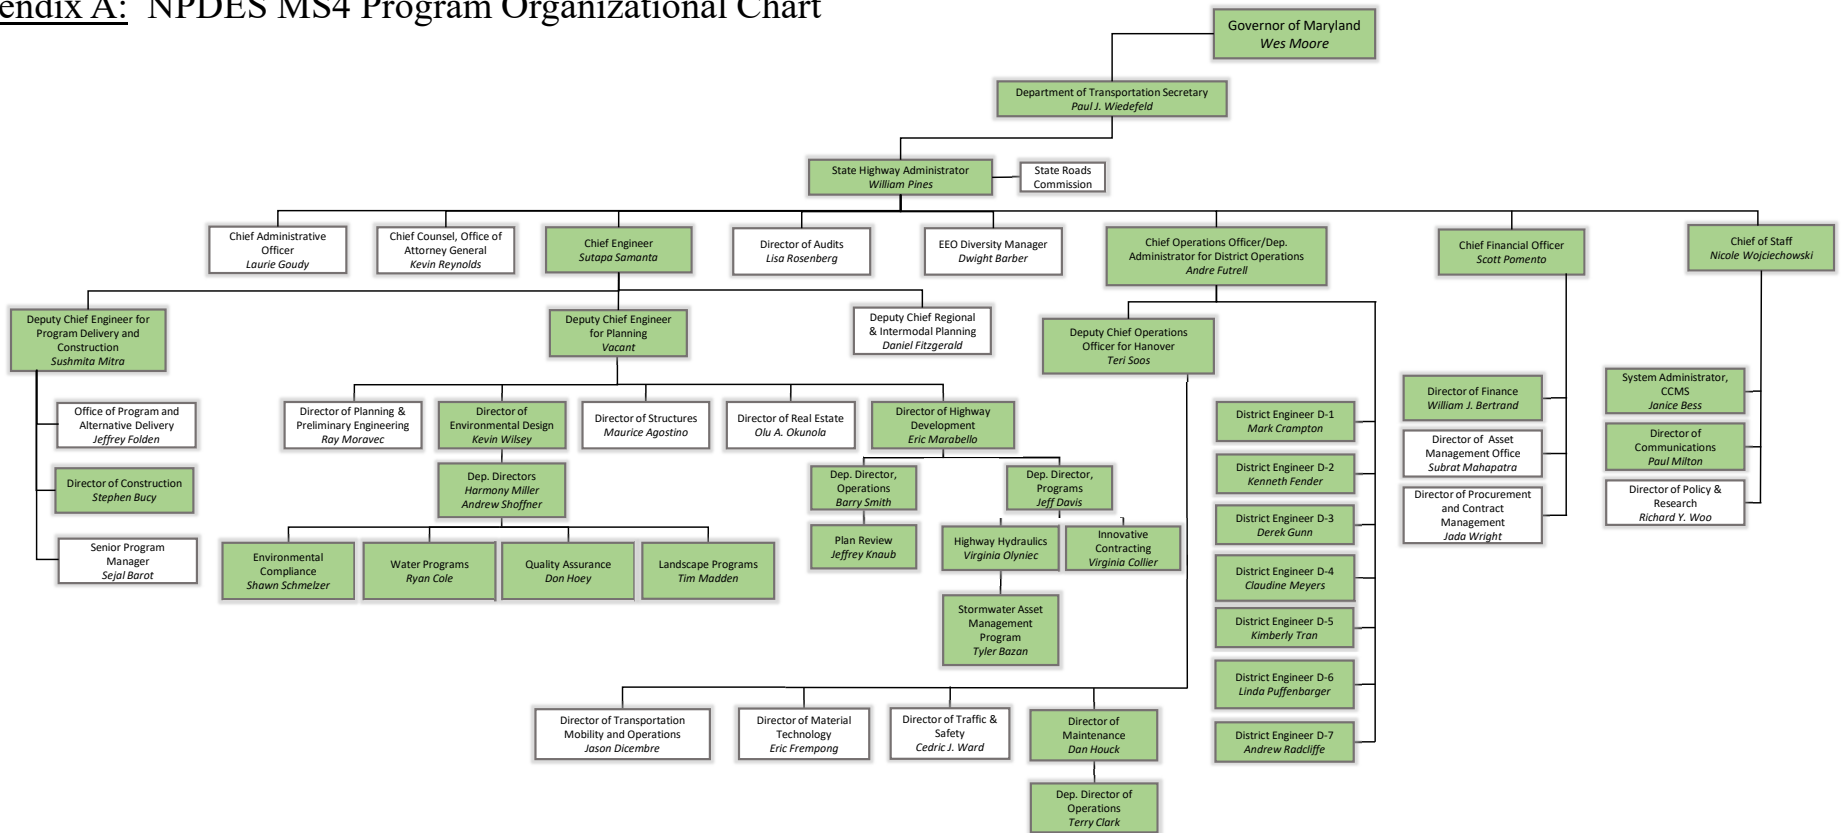 endix A: NPDES MS4 Program Organizational Chart
Governor of Maryland
Wes Moore
Department of Transportation Secretary
Paul J. Wiedefeld
State Highway Administrator
William Pines
State Roads
Commission
Chief Administrative
Officer
Laurie Goudy
Chief Counsel, Office of
Attorney General
Kevin Reynolds
Chief Engineer
Sutapa Samanta
Director of Audits
Lisa Rosenberg
EEO Diversity Manager
Dwight Barber
Chief Operations Officer/Dep.
Administrator for District Operations
Andre Futrell
Chief Financial Officer
Scott Pomento
Chief of Staff
Nicole Wojciechowski
Deputy Chief Engineer for
Program Delivery and
Construction
Sushmita Mitra
Deputy Chief Engineer
for Planning
Vacant
Deputy Chief Regional
& Intermodal Planning
Daniel Fitzgerald
Deputy Chief Operations
Officer for Hanover
Teri Soos
Office of Program and
Alternative Delivery
Jeffrey Folden
Director of Construction
Stephen Bucy
Senior Program
Manager
Sejal Barot
Director of Planning &
Preliminary Engineering
Ray Moravec
Director of
Environmental Design
Kevin Wilsey
Director of Structures
Maurice Agostino
Director of Real Estate
Olu A. Okunola
Director of Highway
Development
Eric Marabello
Dep. Directors
Harmony Miller
Andrew Shoffner
Environmental
Compliance
Shawn Schmelzer
Water Programs
Ryan Cole
Quality Assurance
Don Hoey
Landscape Programs
Tim Madden
Dep. Director,
Operations
Barry Smith
Dep. Director,
Programs
Jeff Davis
Plan Review
Jeffrey Knaub
Highway Hydraulics
Virginia Olyniec
Innovative
Contracting
Virginia Collier
Stormwater Asset
Management
Program
Tyler Bazan
District Engineer D-1
Mark Crampton
District Engineer D-2
Kenneth Fender
District Engineer D-3
Derek Gunn
District Engineer D-4
Claudine Meyers
District Engineer D-5
Kimberly Tran
District Engineer D-6
Linda Puffenbarger
District Engineer D-7
Andrew Radcliffe
Director of Finance
William J. Bertrand
Director of Asset
Management Office
Subrat Mahapatra
Director of Procurement
and Contract
Management
Jada Wright
System Administrator,
CCMS
Janice Bess
Director of
Communications
Paul Milton
Director of Policy &
Research
Richard Y. Woo
Director of Transportation
Mobility and Operations
Jason Dicembre
Director of Material
Technology
Eric Frempong
Director of Traffic &
Safety
Cedric J. Ward
Director of
Maintenance
Dan Houck
Dep. Director of
Operations
Terry Clark